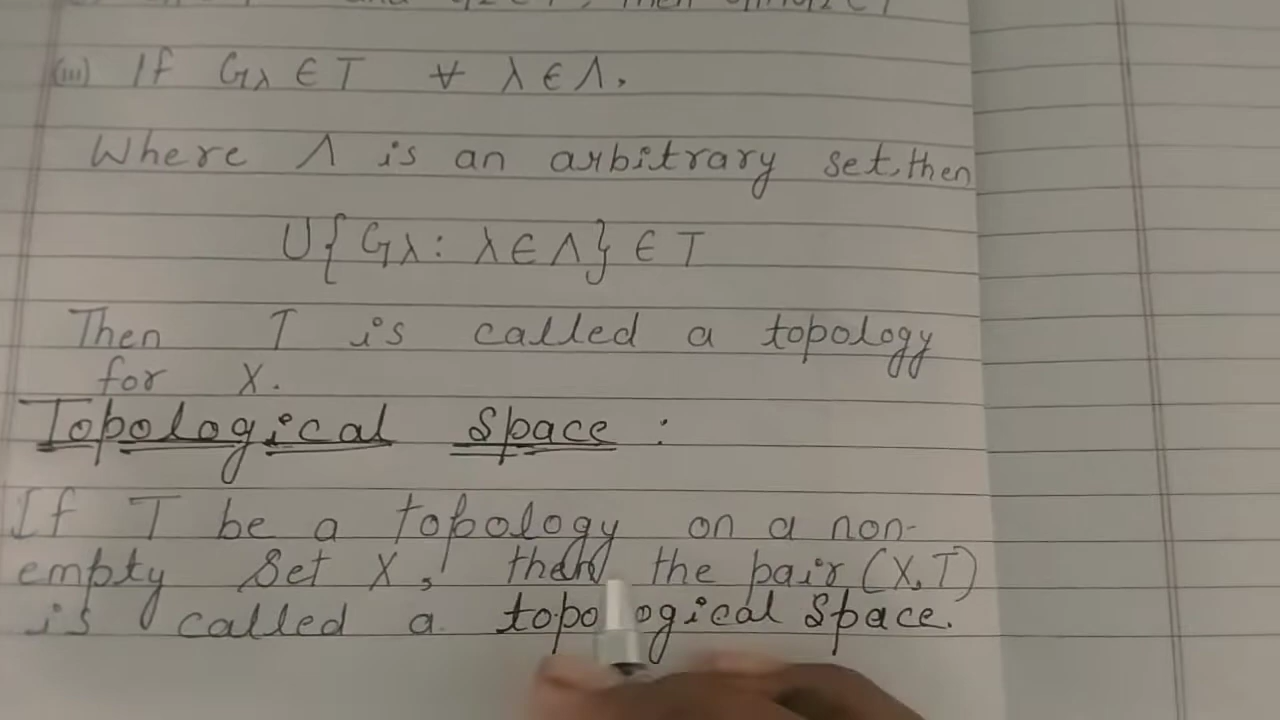 (iii) If Gλ ∈ T ∀ λ ∈ Λ,
Where Λ is an arbitrary set, then
∪{Gλ : λ ∈ Λ} ∈ T
Then T is called a topology
for X.
Topological Space :
If T be a topology on a non-
empty Set X, then the pair (X, T)
is called a topological Space.